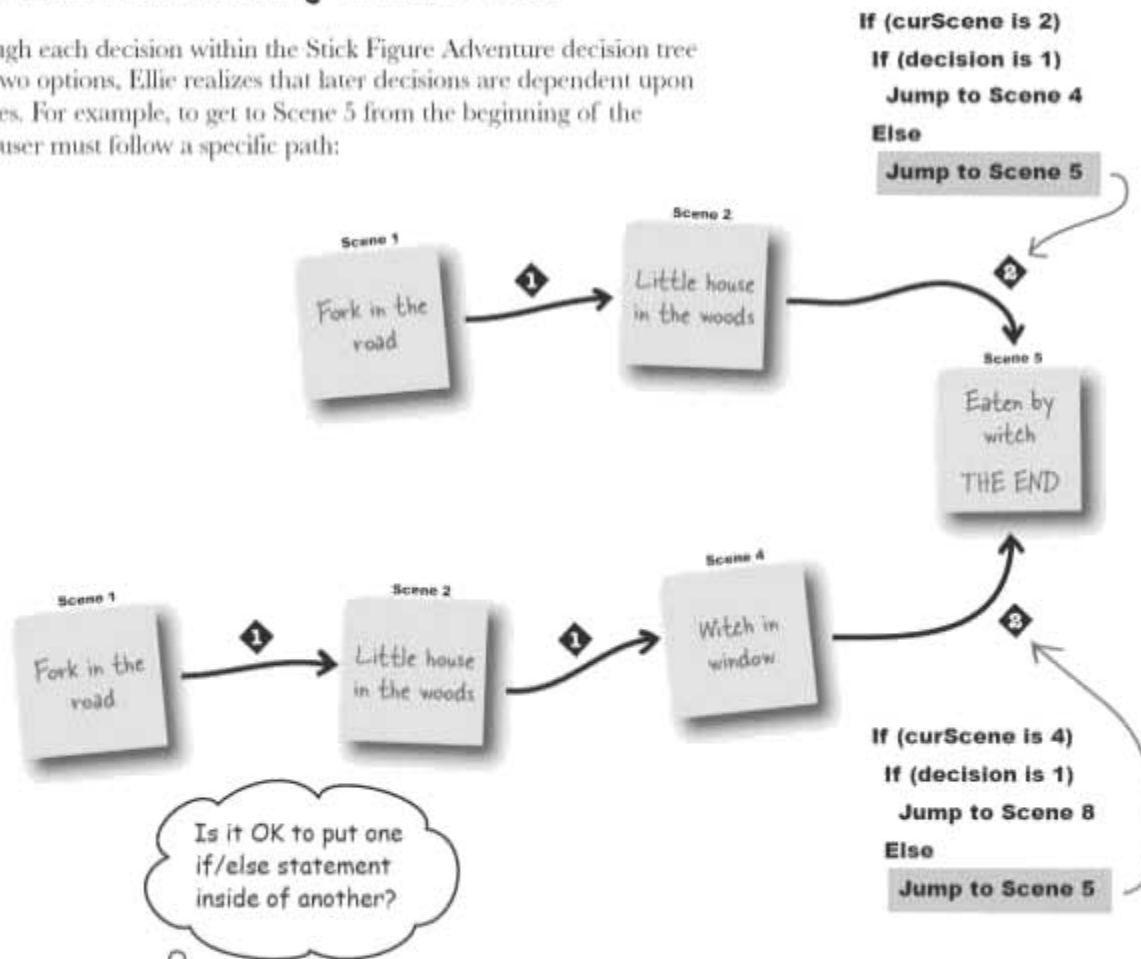 ugh each decision within the Stick Figure Adventure decision tree
wo options, Ellie realizes that later decisions are dependent upon
es. For example, to get to Scene 5 from the beginning of the
user must follow a specific path:
If (curScene is 2)
If (decision is 1)
Jump to Scene 4
Else
Jump to Scene 5
Scene 1
Fork in the
road
1
Scene 2
Little house
in the woods
2
Scene 5
Eaten by
witch
THE END
Scene 1
Fork in the
road
1
Scene 2
Little house
in the woods
1
Scene 4
Witch in
window
2
If (curScene is 4)
If (decision is 1)
Jump to Scene 8
Else
Jump to Scene 5
Is it OK to put one
if/else statement
inside of another?